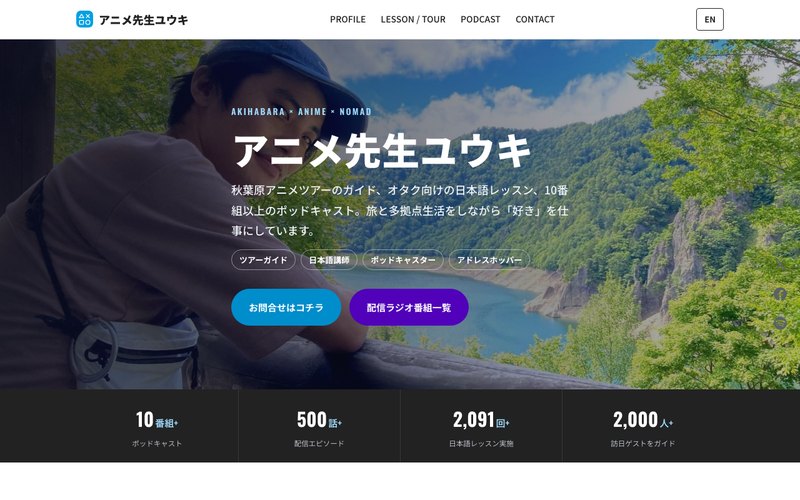 アニメ先生ユウキ
PROFILE
LESSON / TOUR
PODCAST
CONTACT
EN
AKIHABARA × ANIME × NOMAD
アニメ先生ユウキ
秋葉原アニメツアーのガイド、オタク向けの日本語レッスン、10番
組以上のポッドキャスト。旅と多拠点生活をしながら「好き」を仕
事にしています。
ツアーガイド
日本語講師
ポッドキャスター
アドレスホッパー
お問合せはコチラ
配信ラジオ番組一覧
10番組+
ポッドキャスト
500話+
配信エピソード
2,091回+
日本語レッスン実施
2,000人+
訪日ゲストをガイド